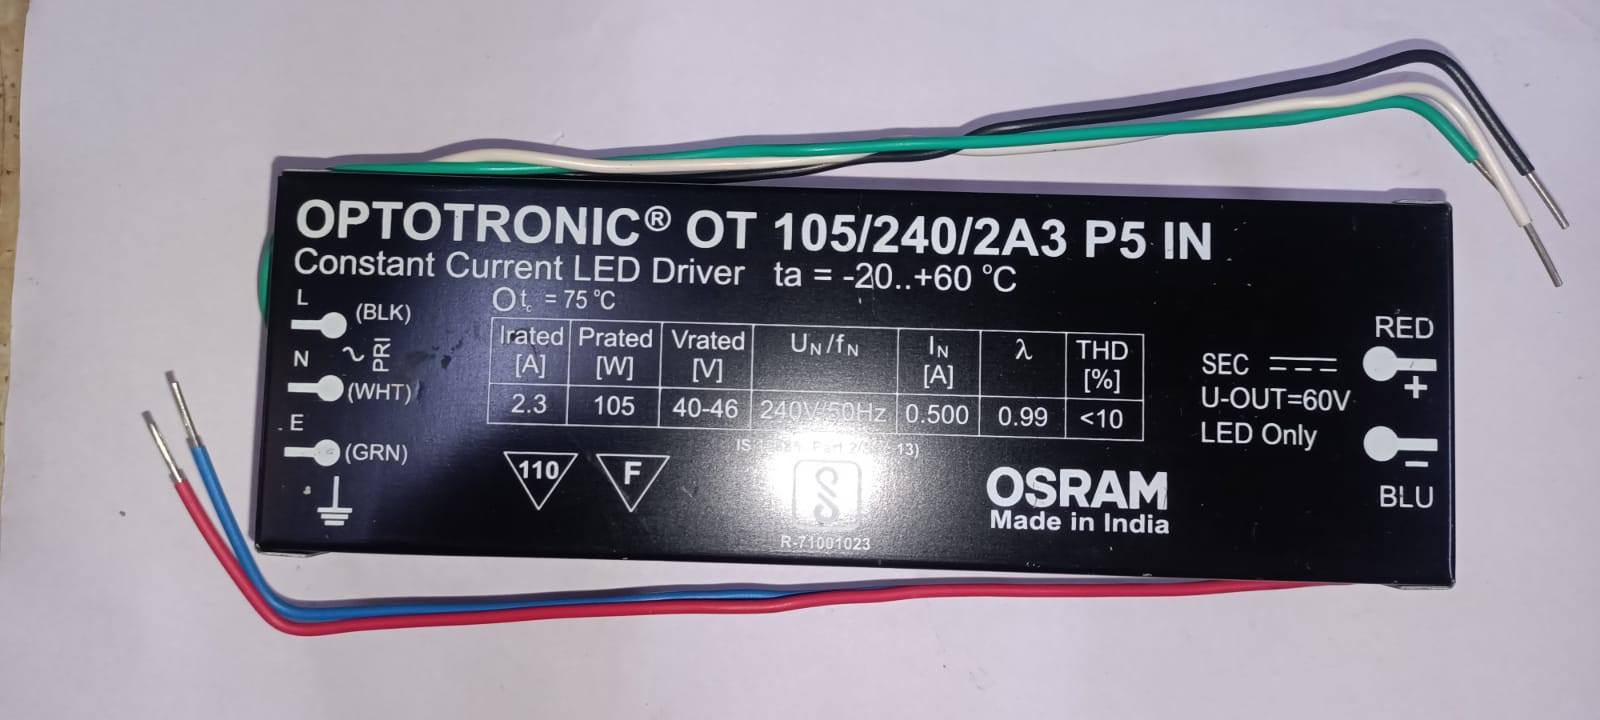 OPTOTRONIC® OT 105/240/2A3 P5 IN
Constant Current LED Driver ta = -20..+60 °C
tc = 75 °C
L (BLK)
N (WHT)
PRI
E (GRN)
Irated [A] Prated [W] Vrated [V] UN/fN IN [A] λ THD [%]
2.3 105 40-46 240V/50Hz 0.500 0.99 <10
IS 13)
110
F
R-71001023
OSRAM
Made in India
SEC
U-OUT=60V
LED Only
RED
+
-
BLU